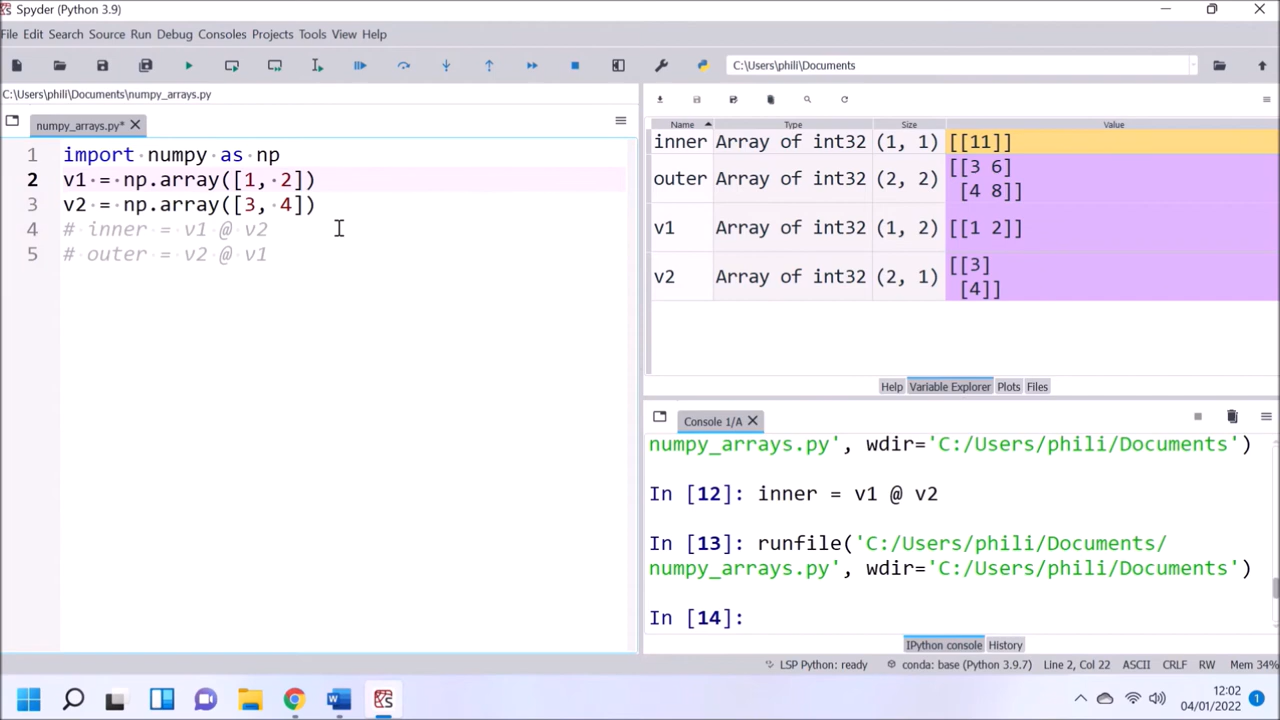 Spyder (Python 3.9)
File Edit Search Source Run Debug Consoles Projects Tools View Help
C:\Users\phili\Documents
C:\Users\phili\Documents\numpy_arrays.py
numpy_arrays.py*
1 import numpy as np
2 v1 = np.array([1, 2])
3 v2 = np.array([3, 4])
4 # inner = v1 @ v2
5 # outer = v2 @ v1
Name Type Size Value
inner Array of int32 (1, 1) [[11]]
outer Array of int32 (2, 2) [[3 6]
[4 8]]
v1 Array of int32 (1, 2) [[1 2]]
v2 Array of int32 (2, 1) [[3]
[4]]
Help Variable Explorer Plots Files
Console 1/A
numpy_arrays.py', wdir='C:/Users/phili/Documents')
In [12]: inner = v1 @ v2
In [13]: runfile('C:/Users/phili/Documents/
numpy_arrays.py', wdir='C:/Users/phili/Documents')
In [14]:
IPython console History
LSP Python: ready conda: base (Python 3.9.7) Line 2, Col 22 ASCII CRLF RW Mem 34%
12:02
04/01/2022
1